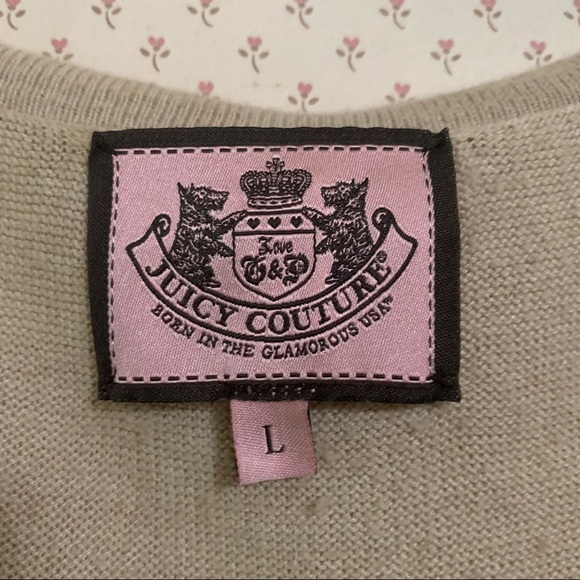 Love
G&P
JUICY COUTURE®
BORN IN THE GLAMOROUS USA™
L